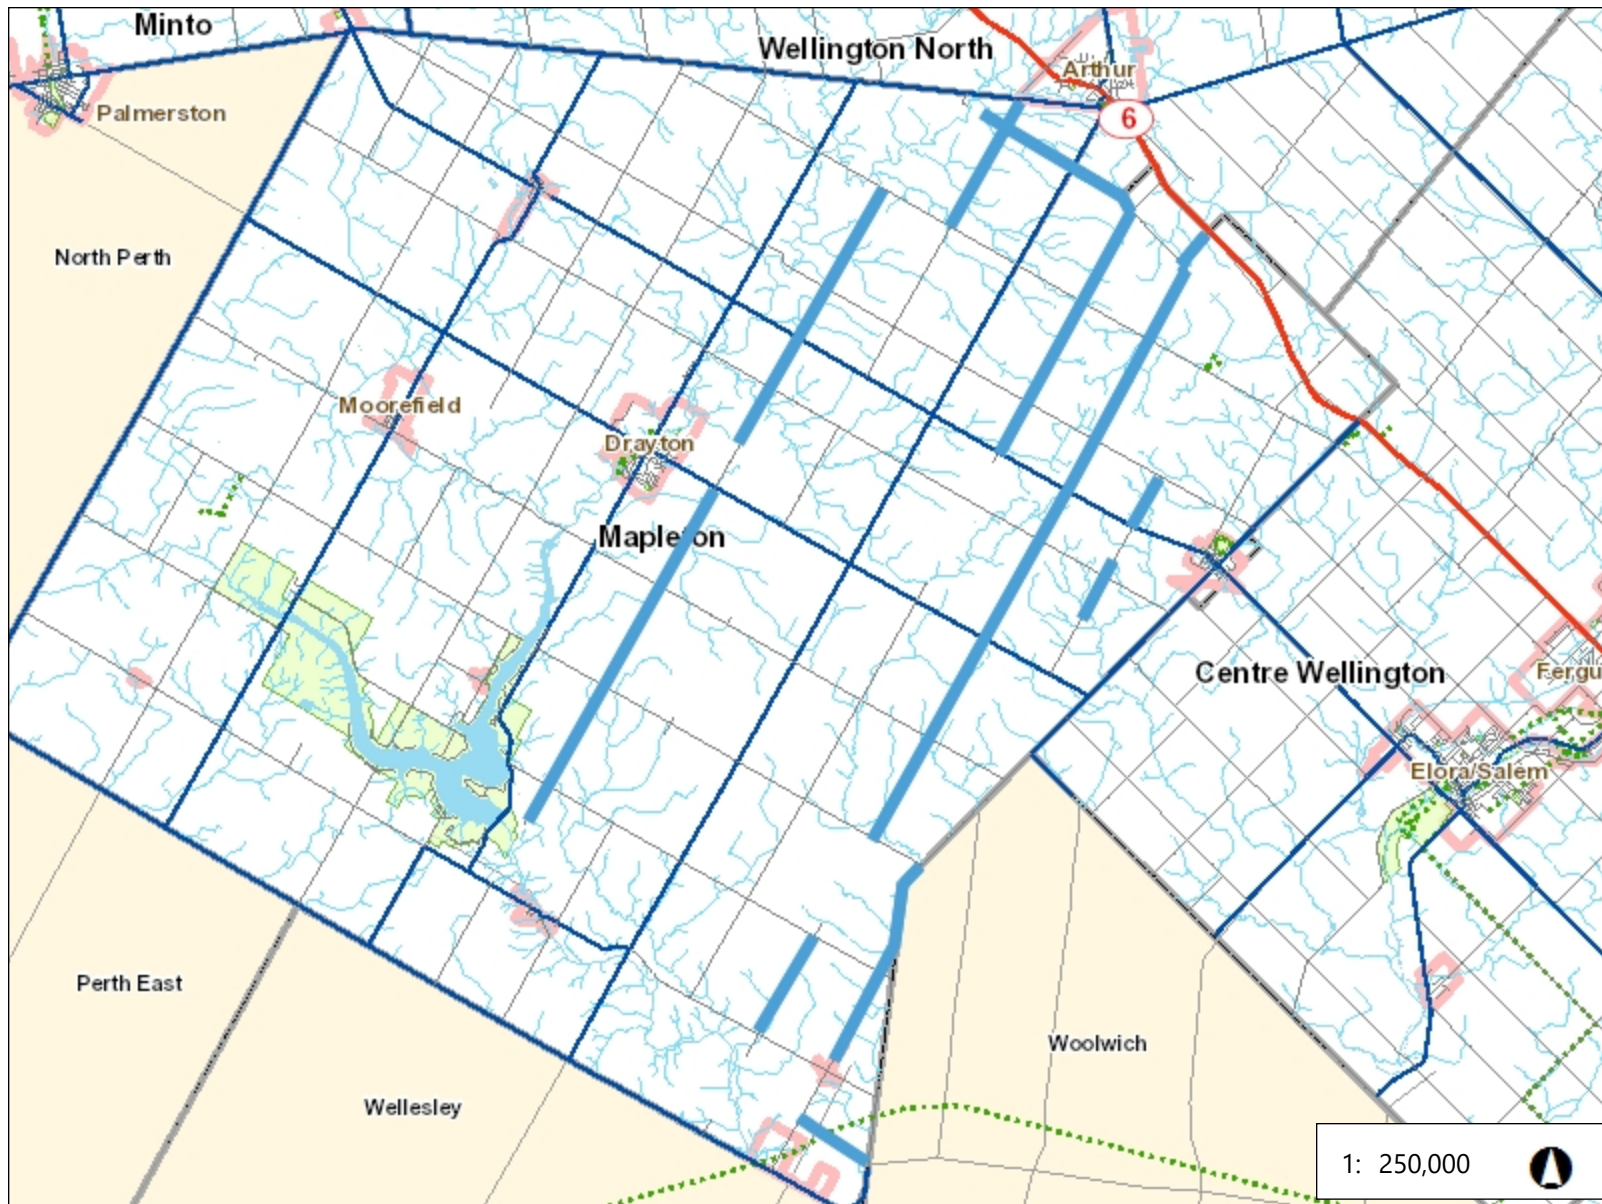 Minto
Wellington North
Arthur
Palmerston
6
North Perth
Moorefield
Drayton
Mapleton
Centre Wellington
Fergu
Elora/Salem
Perth East
Woolwich
Wellesley
1: 250,000